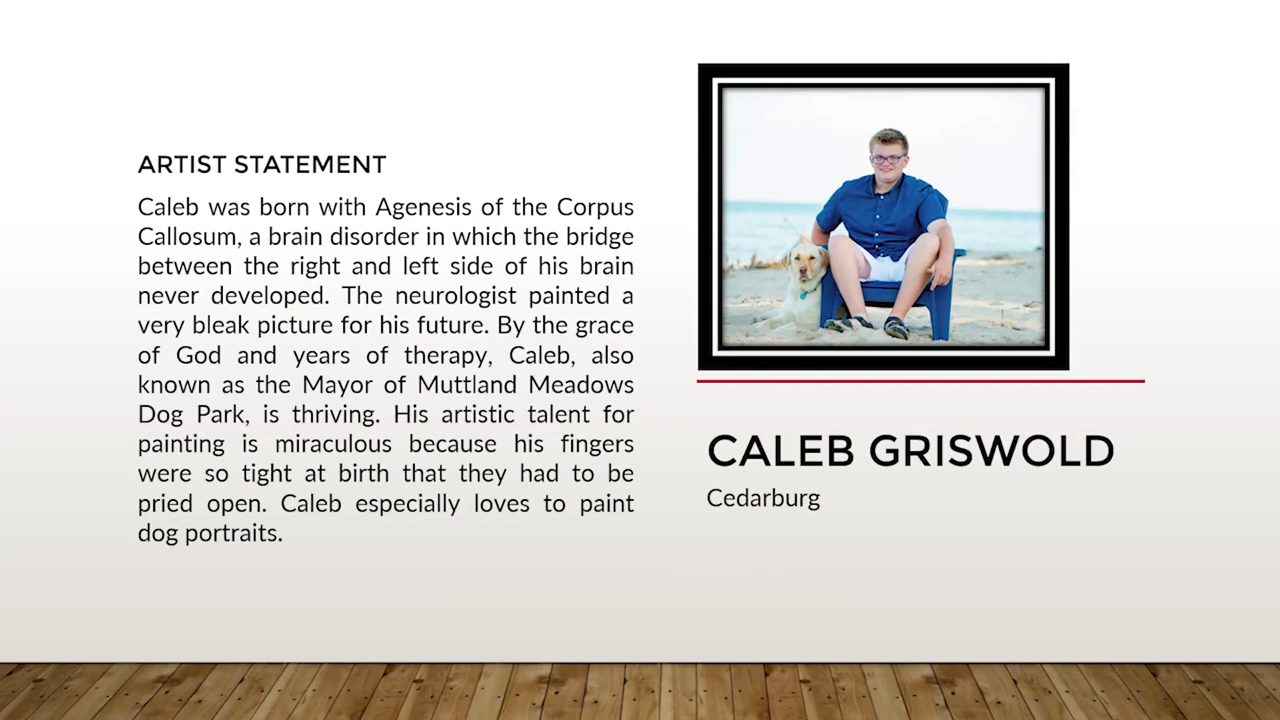 ARTIST STATEMENT
Caleb was born with Agenesis of the Corpus
Callosum, a brain disorder in which the bridge
between the right and left side of his brain
never developed. The neurologist painted a
very bleak picture for his future. By the grace
of God and years of therapy, Caleb, also
known as the Mayor of Muttland Meadows
Dog Park, is thriving. His artistic talent for
painting is miraculous because his fingers
were so tight at birth that they had to be
pried open. Caleb especially loves to paint
dog portraits.
CALEB GRISWOLD
Cedarburg